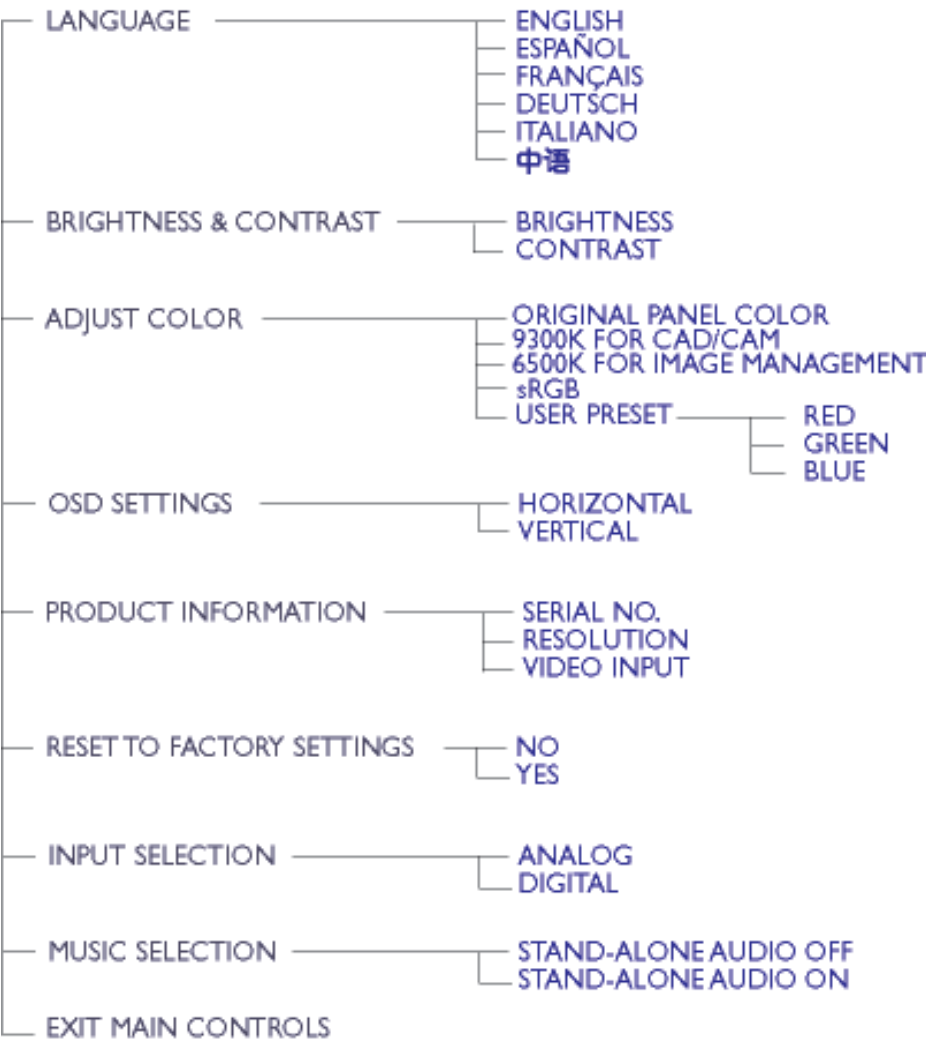 LANGUAGE
ENGLISH
ESPAÑOL
FRANÇAIS
DEUTSCH
ITALIANO
中语
BRIGHTNESS & CONTRAST
BRIGHTNESS
CONTRAST
ADJUST COLOR
ORIGINAL PANEL COLOR
9300K FOR CAD/CAM
6500K FOR IMAGE MANAGEMENT
sRGB
USER PRESET
RED
GREEN
BLUE
OSD SETTINGS
HORIZONTAL
VERTICAL
PRODUCT INFORMATION
SERIAL NO.
RESOLUTION
VIDEO INPUT
RESET TO FACTORY SETTINGS
NO
YES
INPUT SELECTION
ANALOG
DIGITAL
MUSIC SELECTION
STAND-ALONE AUDIO OFF
STAND-ALONE AUDIO ON
EXIT MAIN CONTROLS